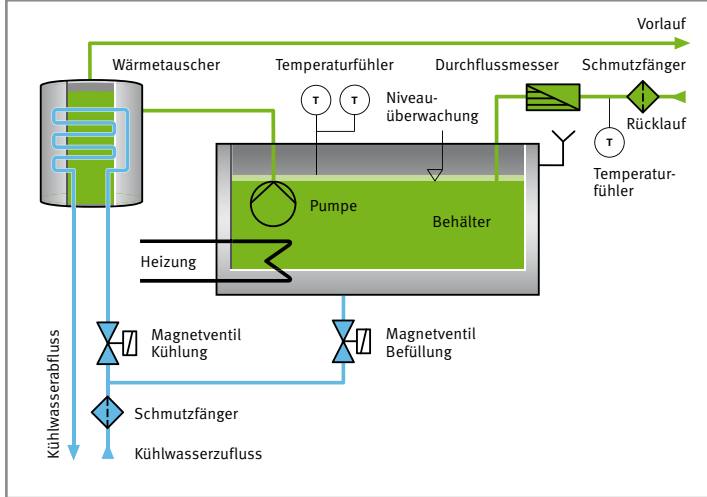 Vorlauf
Wärmetauscher
Temperaturfühler
Durchflussmesser
Schmutzfänger
T
T
Niveau-
überwachung
Rücklauf
T
Temperatur-
fühler
Pumpe
Behälter
Heizung
Magnetventil
Kühlung
Magnetventil
Befüllung
Kühlwasserabfluss
Schmutzfänger
Kühlwasserzufluss